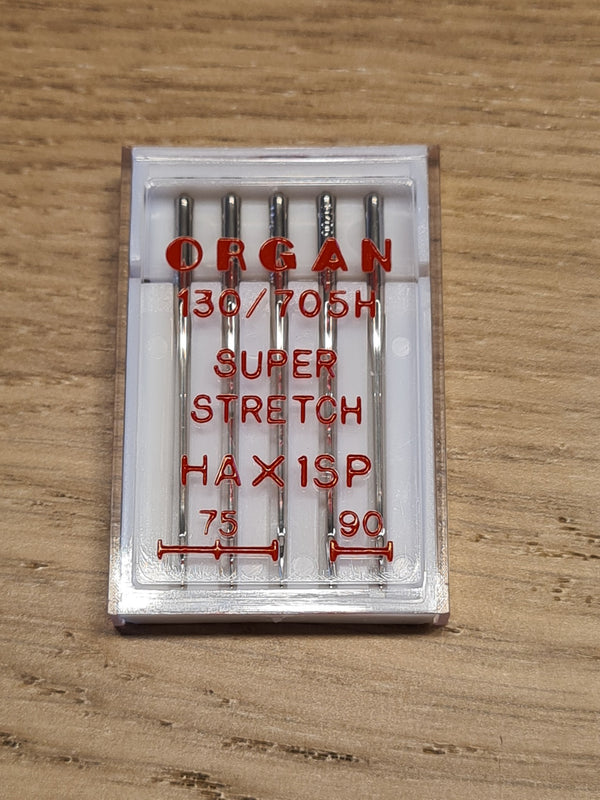 ORGAN
130/705H
SUPER
STRETCH
HAX1SP
75 90